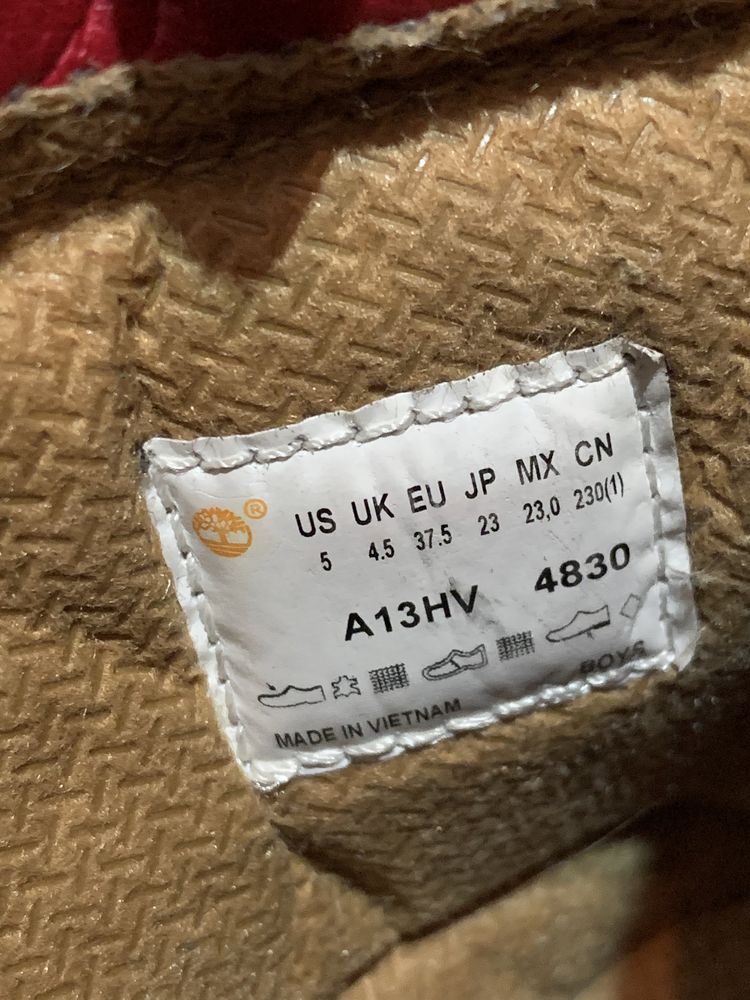 ®
US UK EU JP MX CN
5 4.5 37.5 23 23,0 230(1)
A13HV 4830
BOYS
MADE IN VIETNAM